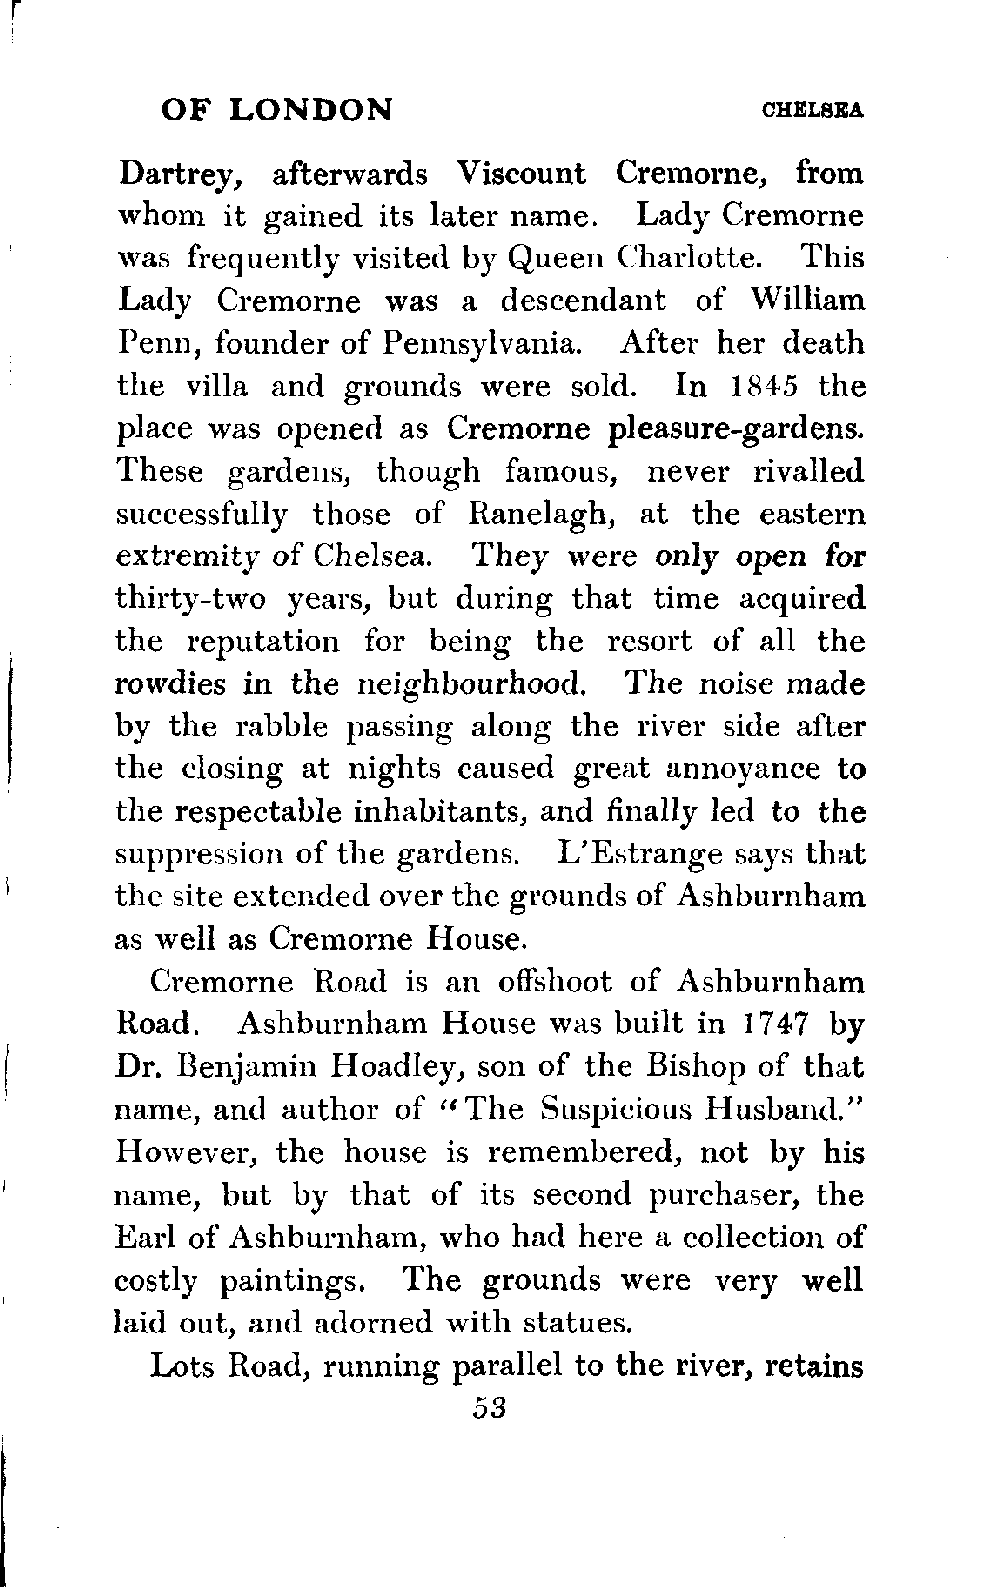 OF LONDON CHELSEA
Dartrey, afterwards Viscount Cremorne, from
whom it gained its later name. Lady Cremorne
was frequently visited by Queen Charlotte. This
Lady Cremorne was a descendant of William
Penn, founder of Pennsylvania. After her death
the villa and grounds were sold. In 1845 the
place was opened as Cremorne pleasure-gardens.
These gardens, though famous, never rivalled
successfully those of Ranelagh, at the eastern
extremity of Chelsea. They were only open for
thirty-two years, but during that time acquired
the reputation for being the resort of all the
rowdies in the neighbourhood. The noise made
by the rabble passing along the river side after
the closing at nights caused great annoyance to
the respectable inhabitants, and finally led to the
suppression of the gardens. L'Estrange says that
the site extended over the grounds of Ashburnham
as well as Cremorne House.
Cremorne Road is an offshoot of Ashburnham
Road. Ashburnham House was built in 1747 by
Dr. Benjamin Hoadley, son of the Bishop of that
name, and author of "The Suspicious Husband."
However, the house is remembered, not by his
name, but by that of its second purchaser, the
Earl of Ashburnham, who had here a collection of
costly paintings. The grounds were very well
laid out, and adorned with statues.
Lots Road, running parallel to the river, retains
53